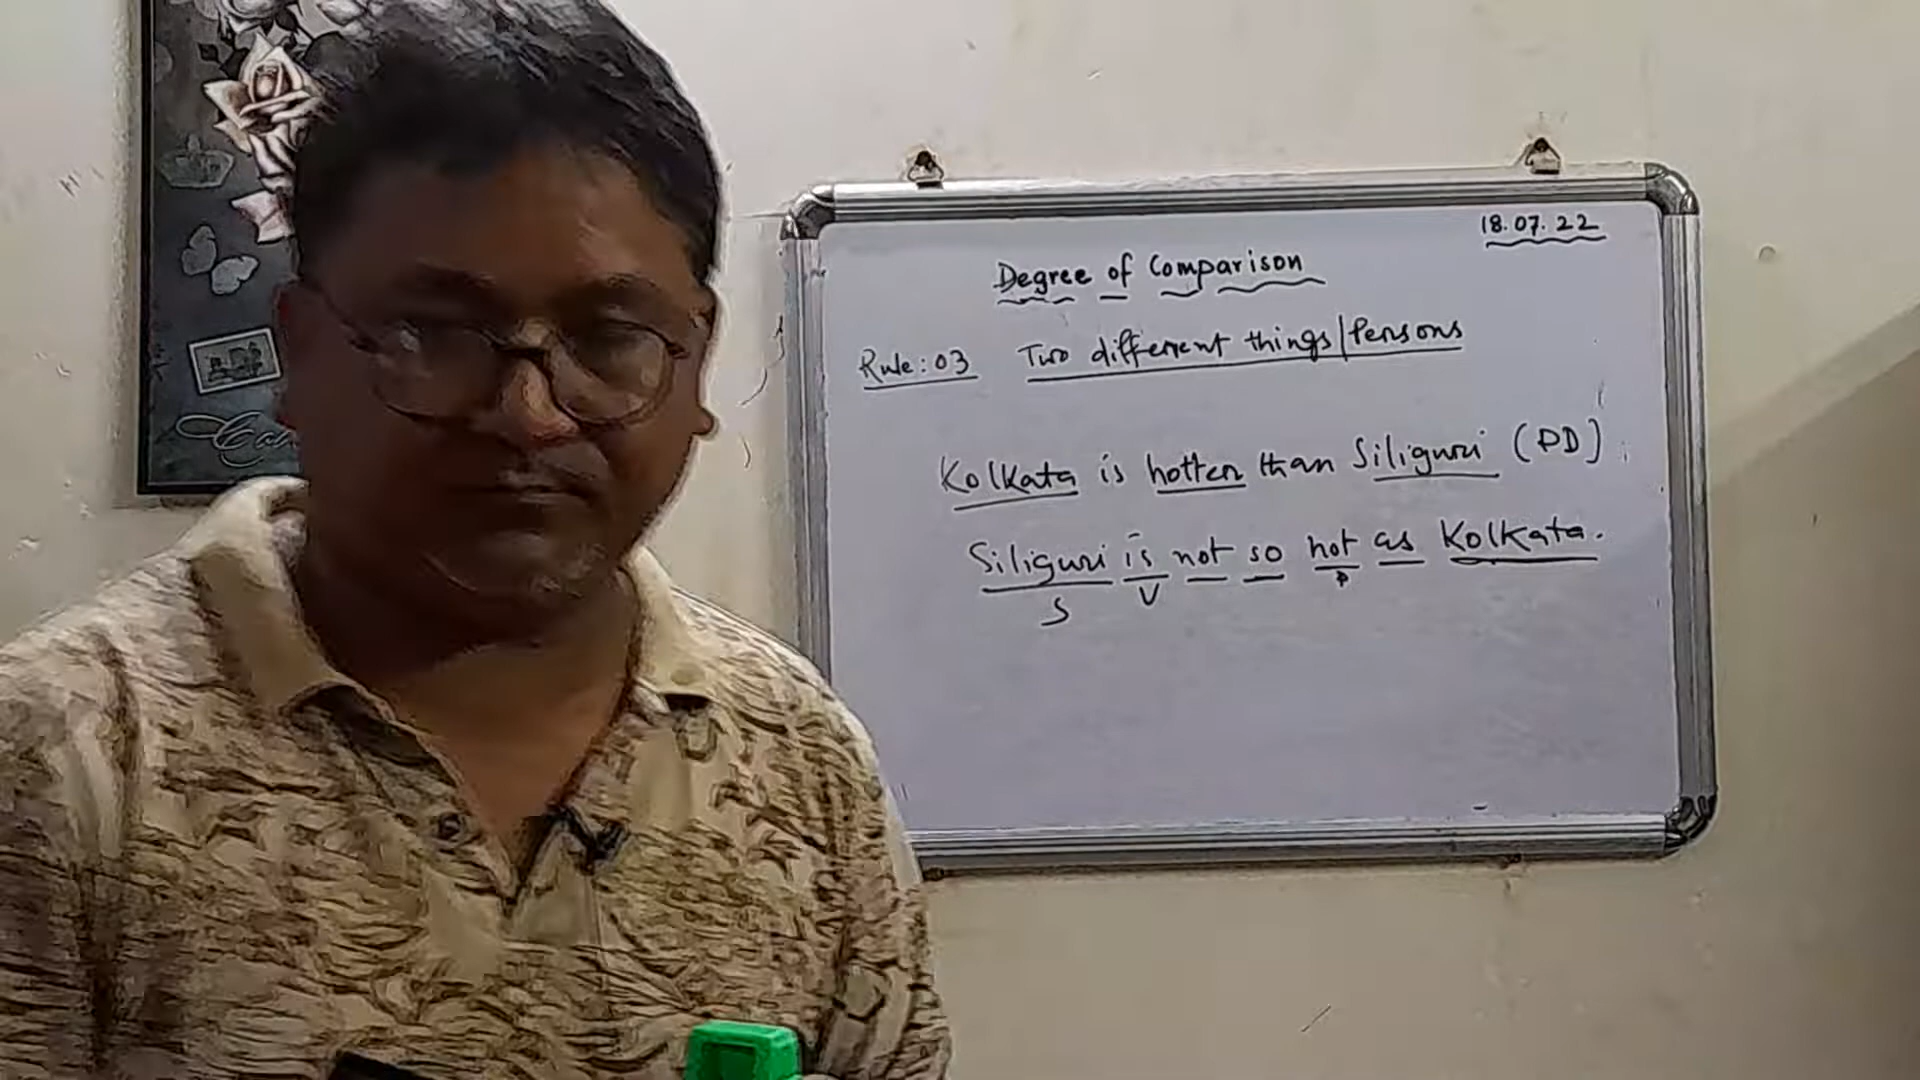 18.07.22
Degree of Comparison
Rule:03 Two different things/Persons
Kolkata is hotter than Siliguri (PD)
Siliguri is not so hot as Kolkata.
S V P